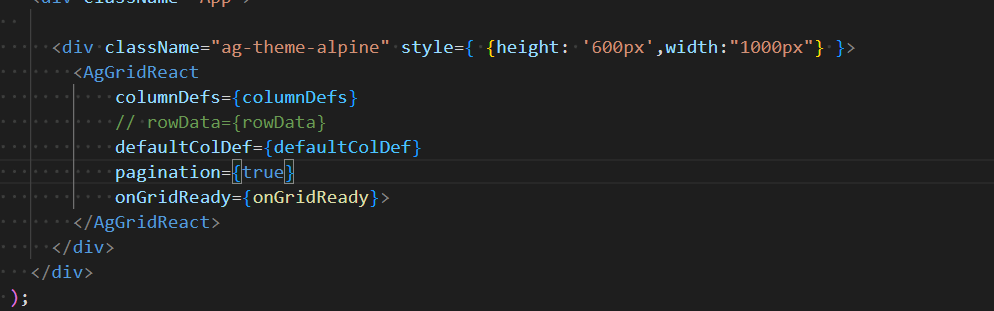 <div className="App">
<div className="ag-theme-alpine" style={ {height: '600px',width:"1000px"} }>
<AgGridReact
columnDefs={columnDefs}
// rowData={rowData}
defaultColDef={defaultColDef}
pagination={true}
onGridReady={onGridReady}>
</AgGridReact>
</div>
</div>
);